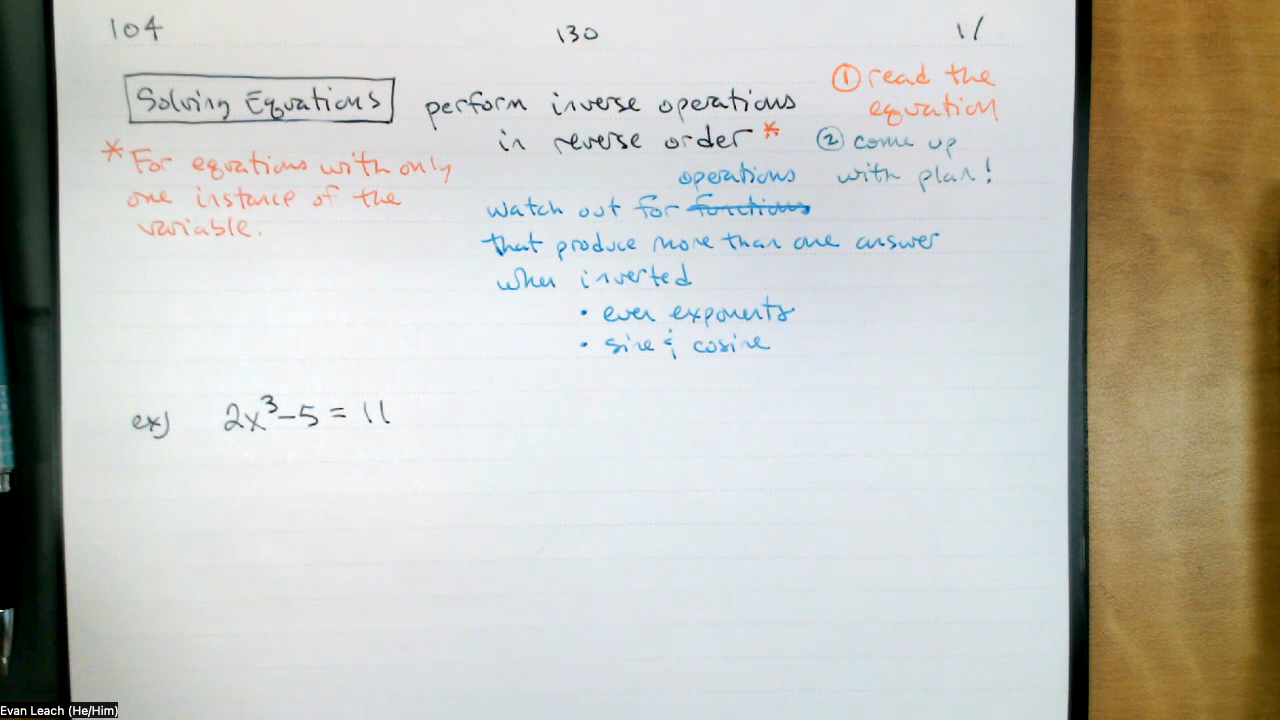 104 130 1/
Solving Equations perform inverse operations
in reverse order *
① read the
equation
② come up
with plan!
* For equations with only
one instance of the
variable.
operations
watch out for functions
that produce more than one answer
when inverted
• even exponents
• sine & cosine
ex) 2x³-5 = 11
Evan Leach (He/Him)